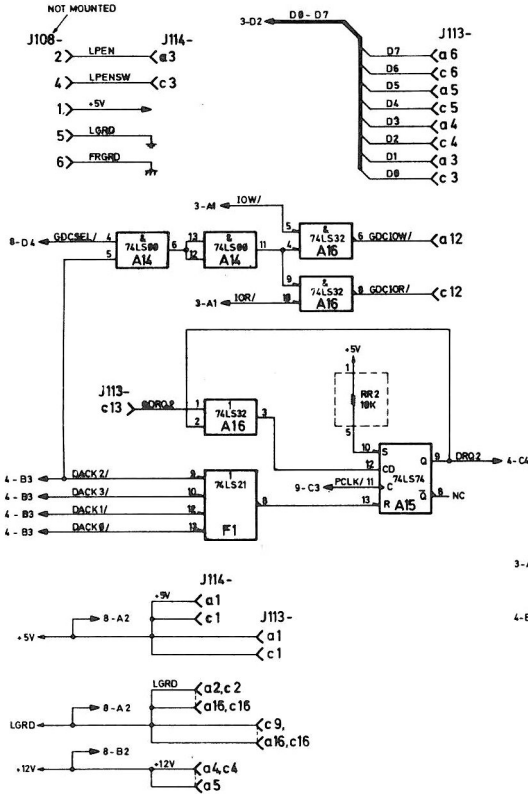 NOT MOUNTED
J108- J114-
2 LPEN a3
4 LPENSW c3
1 +5V
5 LGRD
6 FRGRD
3-D2 D0-D7 J113-
D7 a6
D6 c6
D5 a5
D4 c5
D3 a4
D2 c4
D1 a3
D0 c3
3-A1 IOW/
8-D4 GDCSEL/ 4 5 & 74LS00 A14 6
13 12 & 74LS00 A14 11
5 4 & 74LS32 A16 6 GDCIOW/ a12
9 10 & 74LS32 A16 8 GDCIOR/ c12
3-A1 IOR/
+5V
1
RR2
10K
5
J113-
c13 @DRQ2 1 2 1 74LS32 A16 3
10 S
12 CD
9-C3 PCLK/ 11 C
13 R
74LS74
A15
Q 9 DRQ2 4-C4
Q 8 NC
4-B3 DACK2/ 9
4-B3 DACK3/ 10
4-B3 DACK1/ 12
4-B3 DACK0/ 13
1 74LS21 F1 8
3-A
4-B
J114-
+5V a1
c1
J113-
a1
c1
8-A2
+5V
LGRD a2,c2
a16,c16
8-A2
LGRD
c9,
a16,c16
8-B2
+12V +12V a4,c4
a5